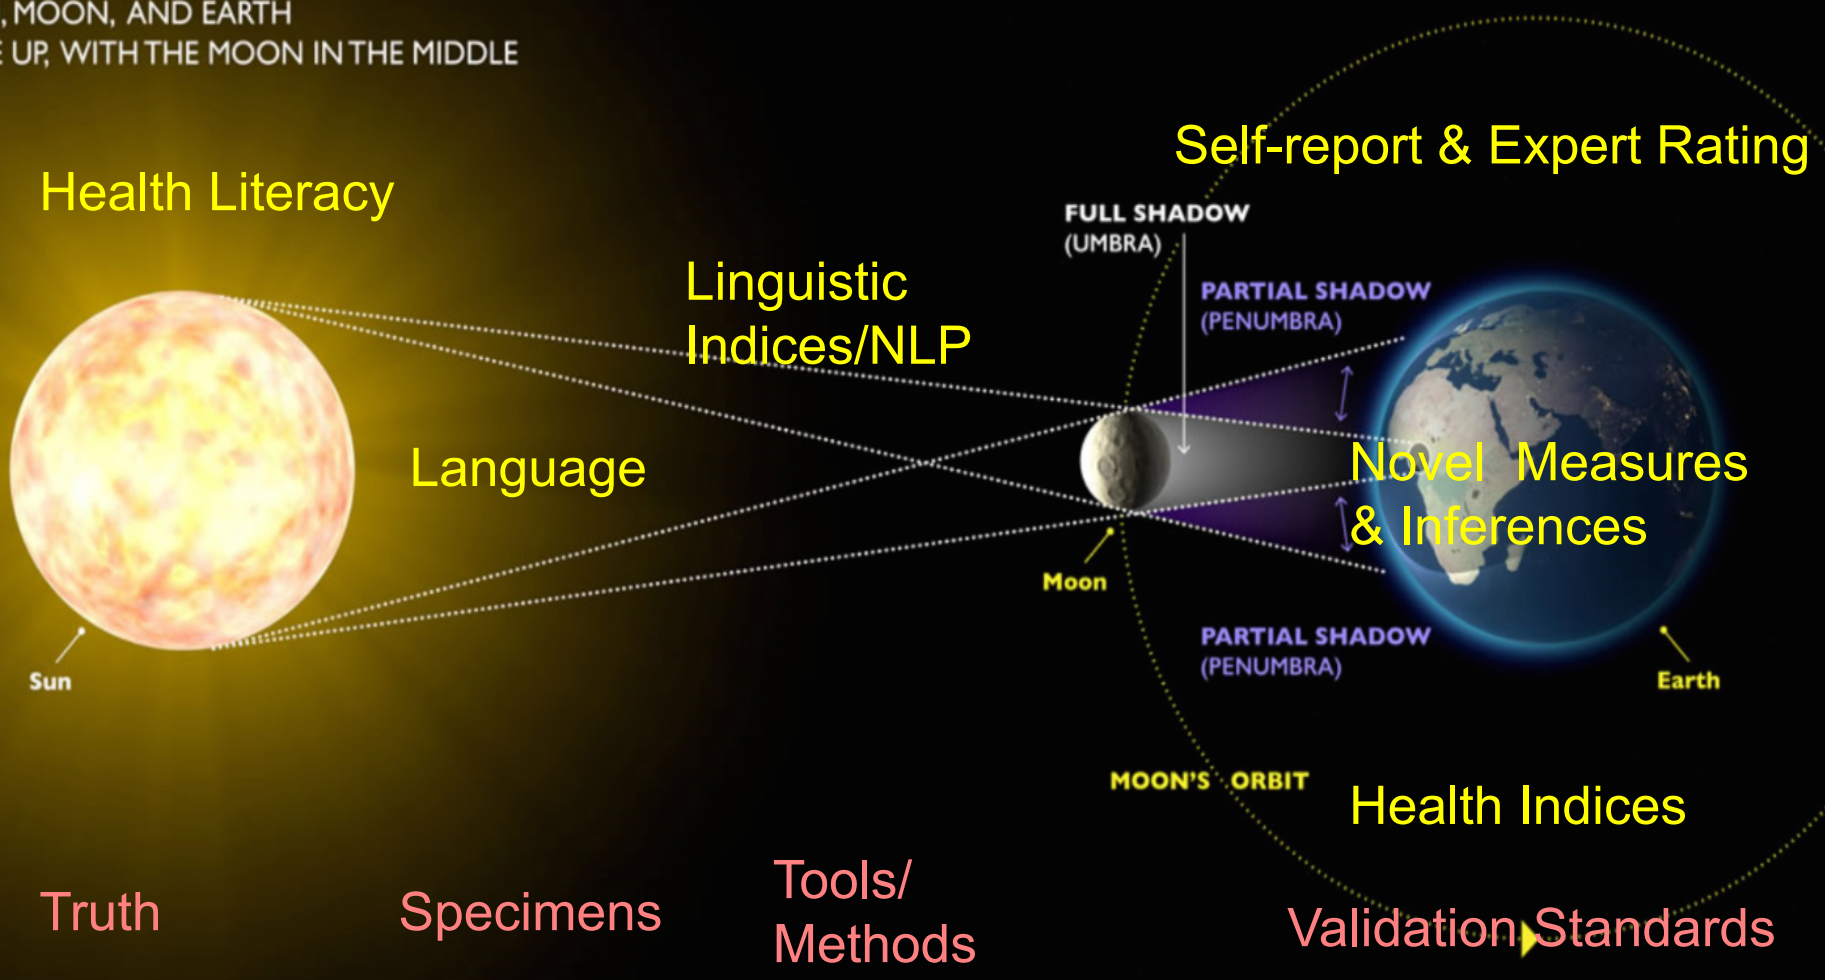 , MOON, AND EARTH
E UP, WITH THE MOON IN THE MIDDLE
Self-report & Expert Rating
Health Literacy
FULL SHADOW
(UMBRA)
Linguistic
Indices/NLP
PARTIAL SHADOW
(PENUMBRA)
Language
Novel Measures
& Inferences
Moon
PARTIAL SHADOW
(PENUMBRA)
Sun
Earth
MOON'S ORBIT
Health Indices
Truth
Specimens
Tools/
Methods
Validation Standards